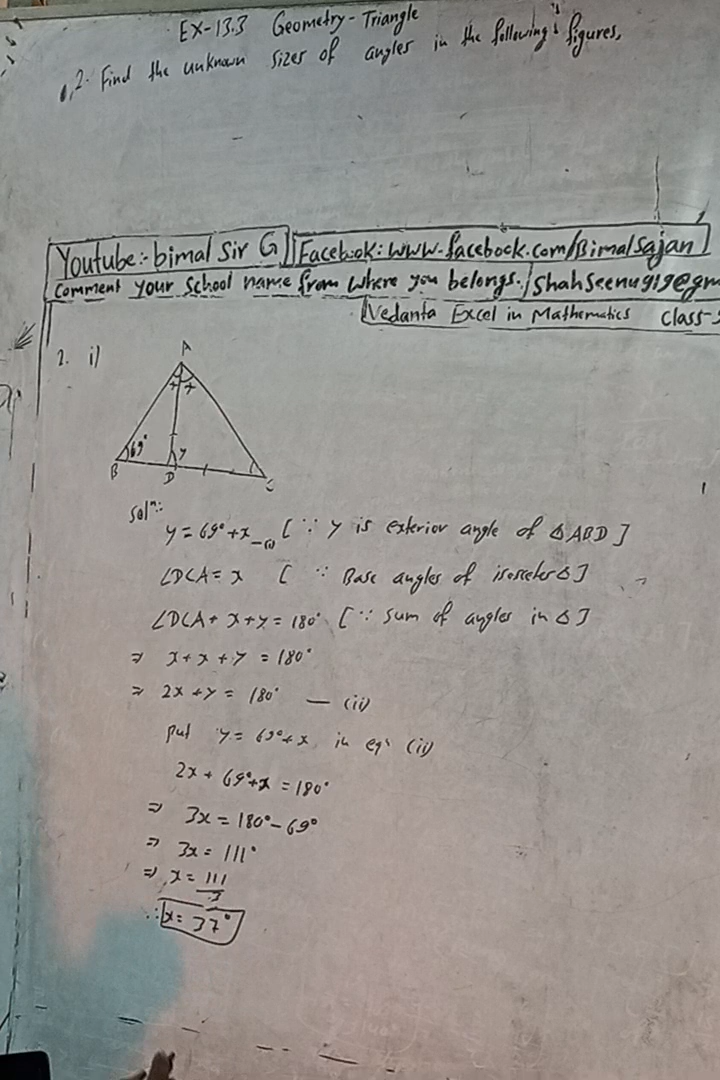 EX-13.3 Geometry-Triangle
2. Find the unknown sizes of angles in the following figures,
Youtube:- bimal Sir G
Facebook: www.facebook.com/Bimalsajan
Comment your School name from where you belongs. / Shahseenu919@gm
Vedanta Excel in Mathematics Class-
2. i)
A
x x
69° y
B D C
Solⁿ:-
y = 69° + x —(i) [∵ y is exterior angle of ΔABD]
∠DCA = x [∵ Base angles of isosceles Δ]
∠DCA + x + y = 180° [∵ Sum of angles in Δ]
⇒ x + x + y = 180°
⇒ 2x + y = 180° — (ii)
Put y = 69° + x in eqⁿ (ii)
2x + 69° + x = 180°
⇒ 3x = 180° - 69°
⇒ 3x = 111°
⇒ x = 111/3
∴ x = 37°